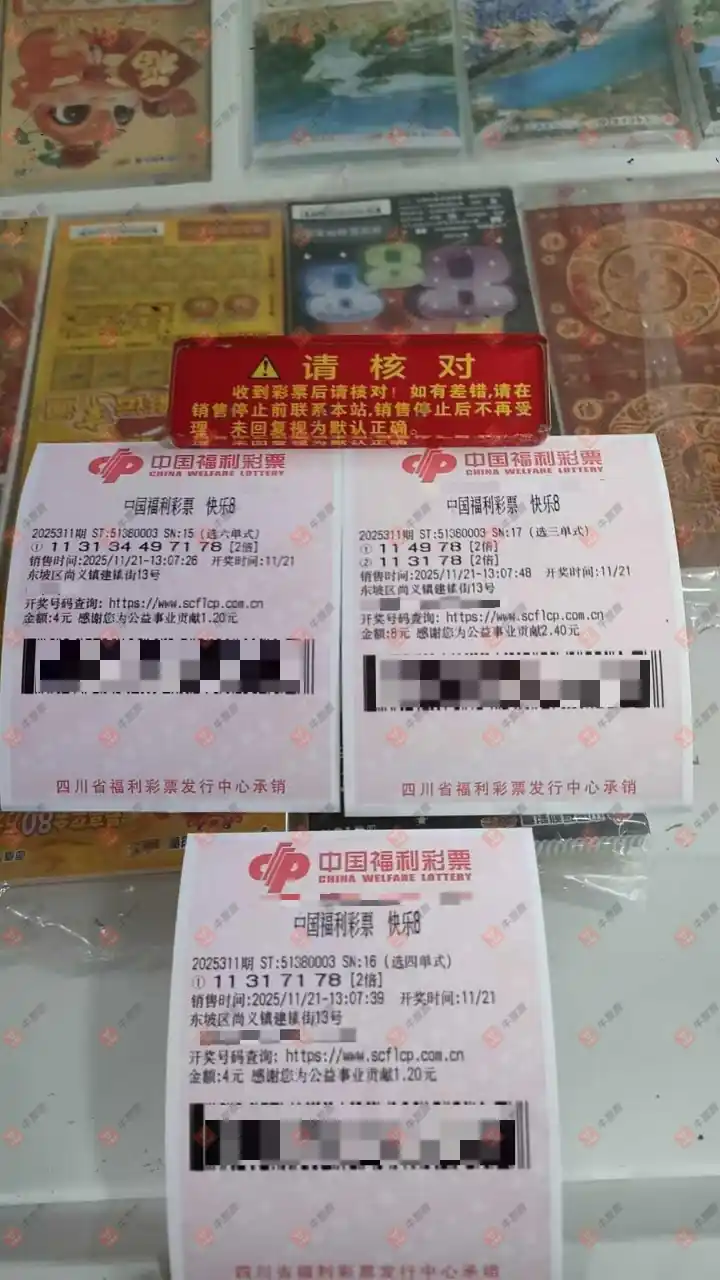 福
888
请核对
收到彩票后请核对!如有差错,请在
销售停止前联系本站,销售停止后不再受
理,未回复视为默认正确。
中国福利彩票
CHINA WELFARE LOTTERY
中国福利彩票 快乐8
2025311期 ST:51380003 SN:15 (选六单式)
① 11 31 34 49 71 78 [2倍]
销售时间:2025/11/21-13:07:26 开奖时间:11/21
东坡区尚义镇建镇街13号
开奖号码查询: https://www.scflcp.com.cn
金额:4元 感谢您为公益事业贡献1.20元
四川省福利彩票发行中心承销
中国福利彩票
CHINA WELFARE LOTTERY
中国福利彩票 快乐8
2025311期 ST:51380003 SN:17 (选三单式)
① 11 49 78 [2倍]
② 11 31 78 [2倍]
销售时间:2025/11/21-13:07:48 开奖时间:11/21
东坡区尚义镇建镇街13号
开奖号码查询: https://www.scflcp.com.cn
金额:8元 感谢您为公益事业贡献2.40元
四川省福利彩票发行中心承销
中国福利彩票
CHINA WELFARE LOTTERY
中国福利彩票 快乐8
2025311期 ST:51380003 SN:16 (选四单式)
① 11 31 71 78 [2倍]
销售时间:2025/11/21-13:07:39 开奖时间:11/21
东坡区尚义镇建镇街13号
开奖号码查询: https://www.scflcp.com.cn
金额:4元 感谢您为公益事业贡献1.20元
四川省福利彩票发行中心承销